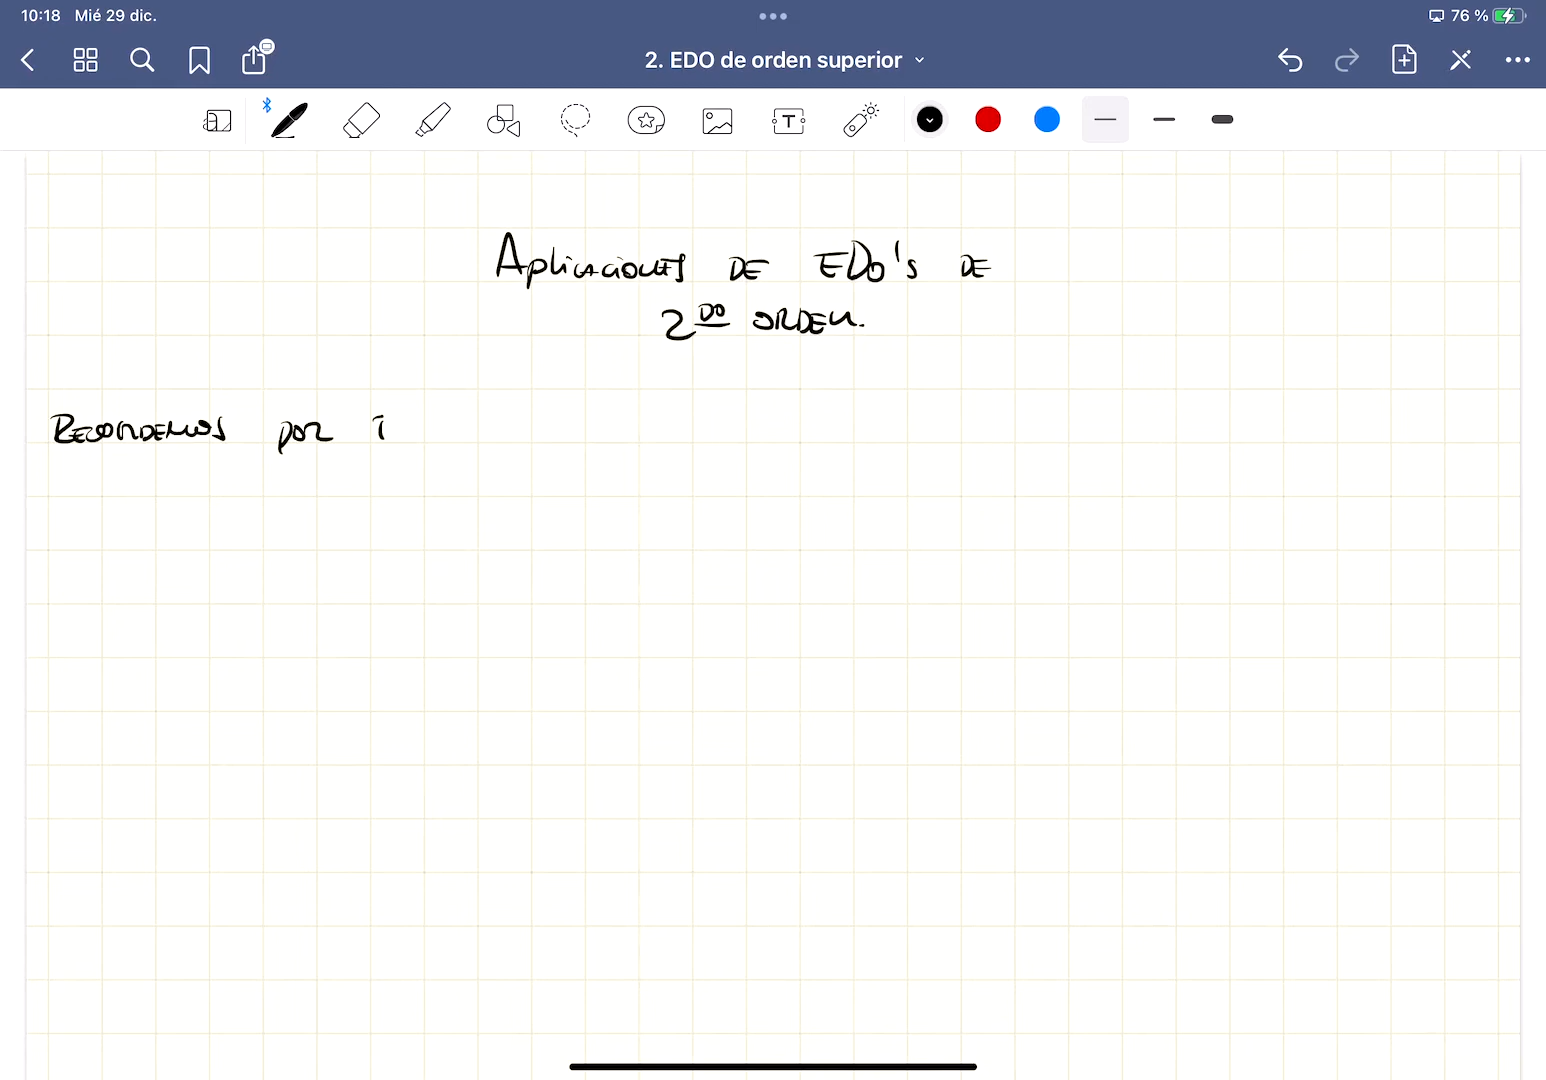 10:18 Mié 29 dic.
76 %
2. EDO de orden superior
T
Aplicaciones DE EDO's DE
2DO ORDEN.
RECORDEMOS POR i